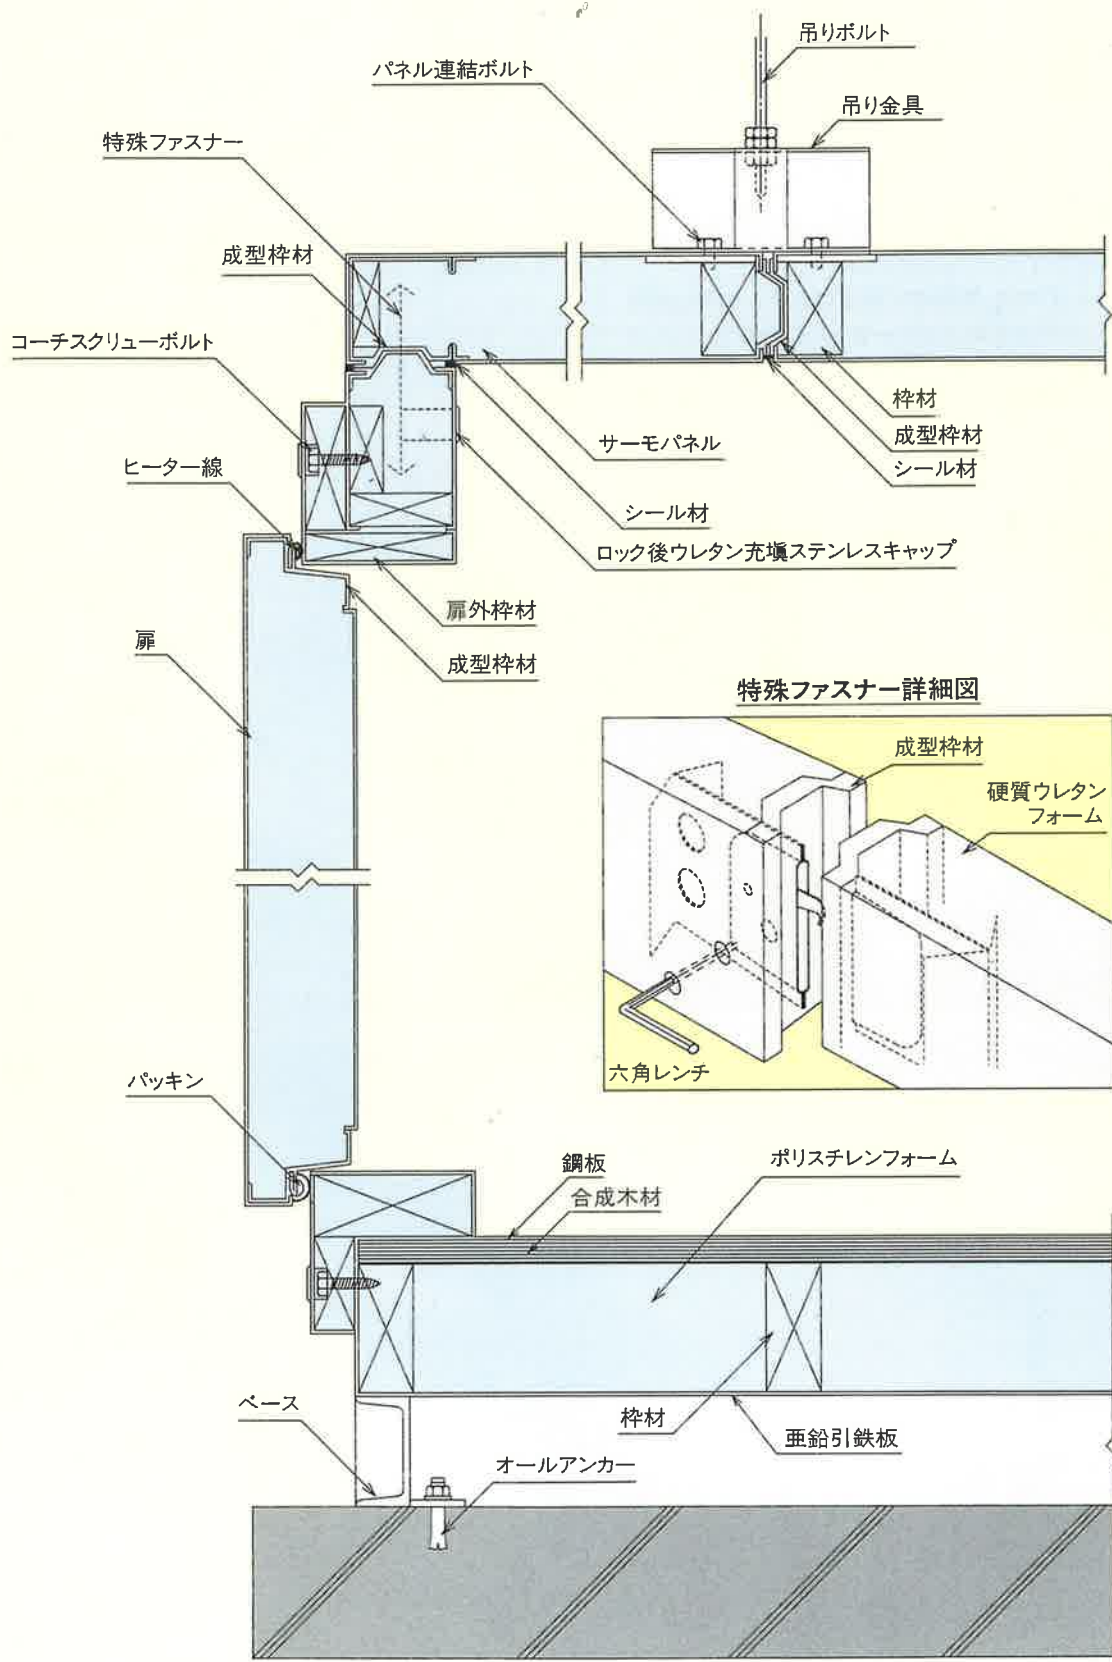 吊りボルト
パネル連結ボルト
吊り金具
特殊ファスナー
成型枠材
コーチスクリューボルト
枠材
成型枠材
サーモパネル
ヒーター線
シール材
シール材
ロック後ウレタン充塡ステンレスキャップ
扉外枠材
扉
成型枠材
特殊ファスナー詳細図
成型枠材
硬質ウレタン
フォーム
六角レンチ
パッキン
鋼板
ポリスチレンフォーム
合成木材
ベース
枠材
亜鉛引鉄板
オールアンカー